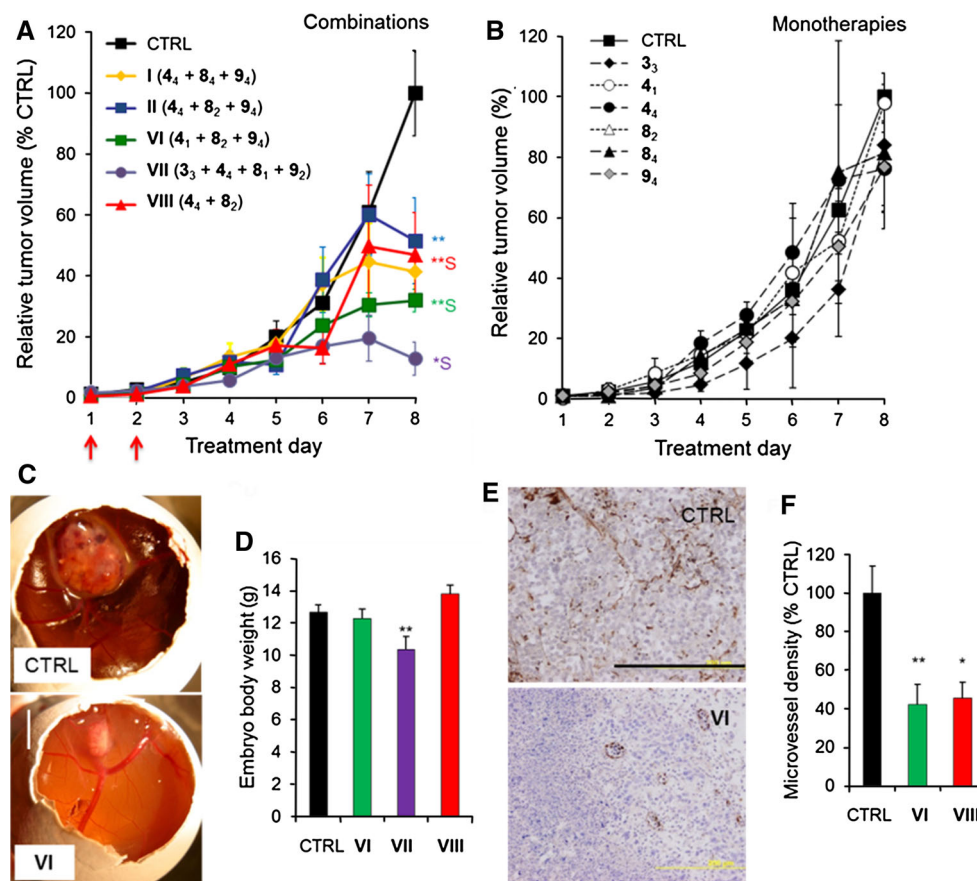 A
Combinations
120
100
80
60
40
20
0
Relative tumor volume (% CTRL)
CTRL
I (4₄ + 8₄ + 9₄)
II (4₄ + 8₂ + 9₄)
VI (4₁ + 8₂ + 9₄)
VII (3₃ + 4₄ + 8₁ + 9₂)
VIII (4₄ + 8₂)
**
**S
**S
*S
1 2 3 4 5 6 7 8
Treatment day
B
Monotherapies
120
100
80
60
40
20
0
Relative tumor volume (%)
CTRL
3₃
4₁
4₄
8₂
8₄
9₄
1 2 3 4 5 6 7 8
Treatment day
C
CTRL
VI
D
16
14
12
10
8
6
4
2
0
Embryo body weight (g)
**
CTRL VI VII VIII
E
CTRL
VI
F
120
100
80
60
40
20
0
Microvessel density (% CTRL)
** *
CTRL VI VIII